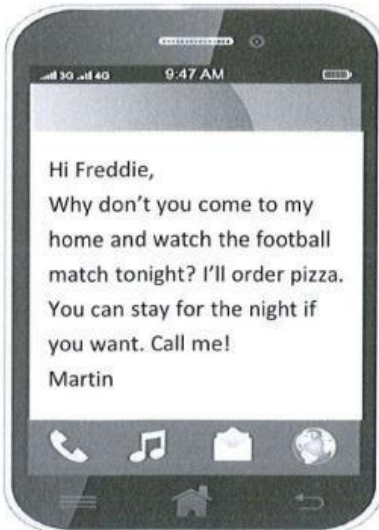 3G 4G 9:47 AM
Hi Freddie,
Why don't you come to my
home and watch the football
match tonight? I'll order pizza.
You can stay for the night if
you want. Call me!
Martin